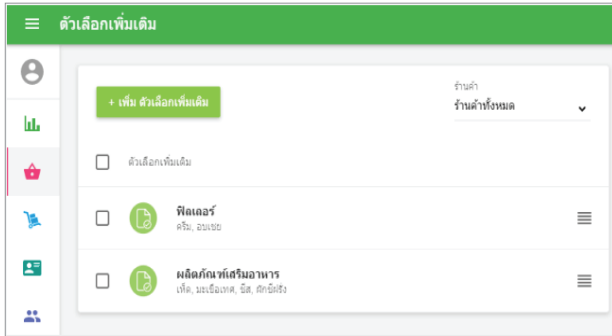 ตัวเลือกเพิ่มเติม
ร้านค้า
+ เพิ่ม ตัวเลือกเพิ่มเติม
ร้านค้าทั้งหมด
ตัวเลือกเพิ่มเติม
ฟิลเลอร์
ครีม, อบเชย
ผลิตภัณฑ์เสริมอาหาร
เห็ด, มะเขือเทศ, ชีส, ผักชีฝรั่ง